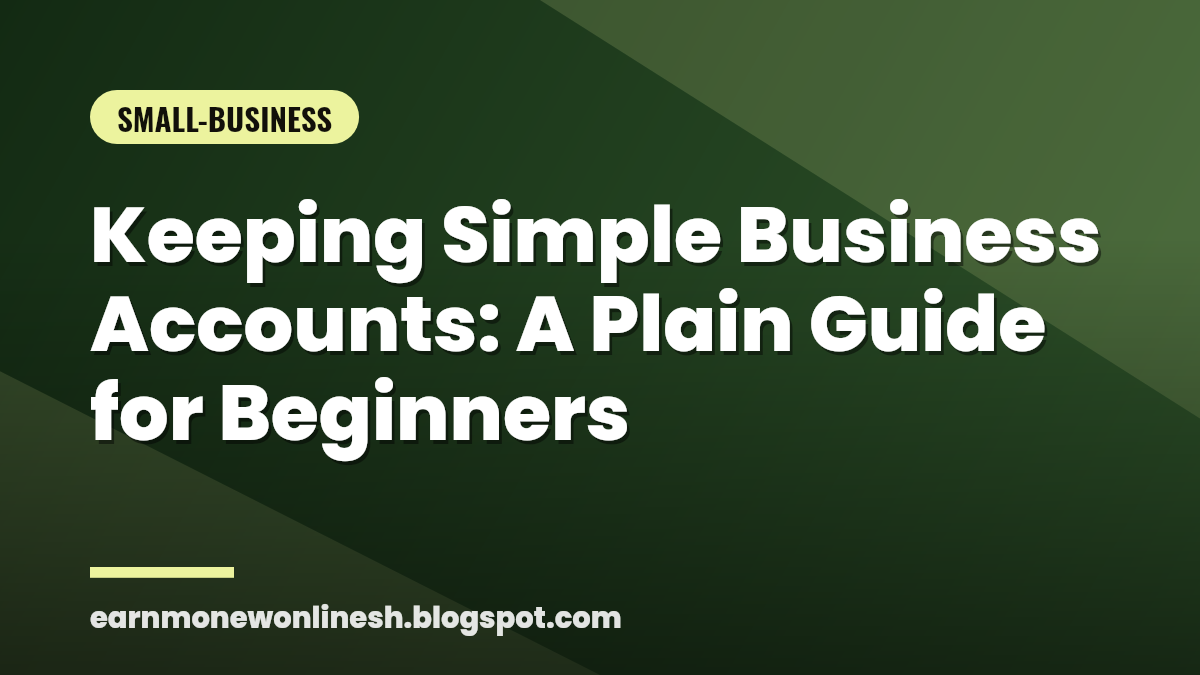 SMALL-BUSINESS
Keeping Simple Business
Accounts: A Plain Guide
for Beginners
earnmonewonlinesh.blogspot.com